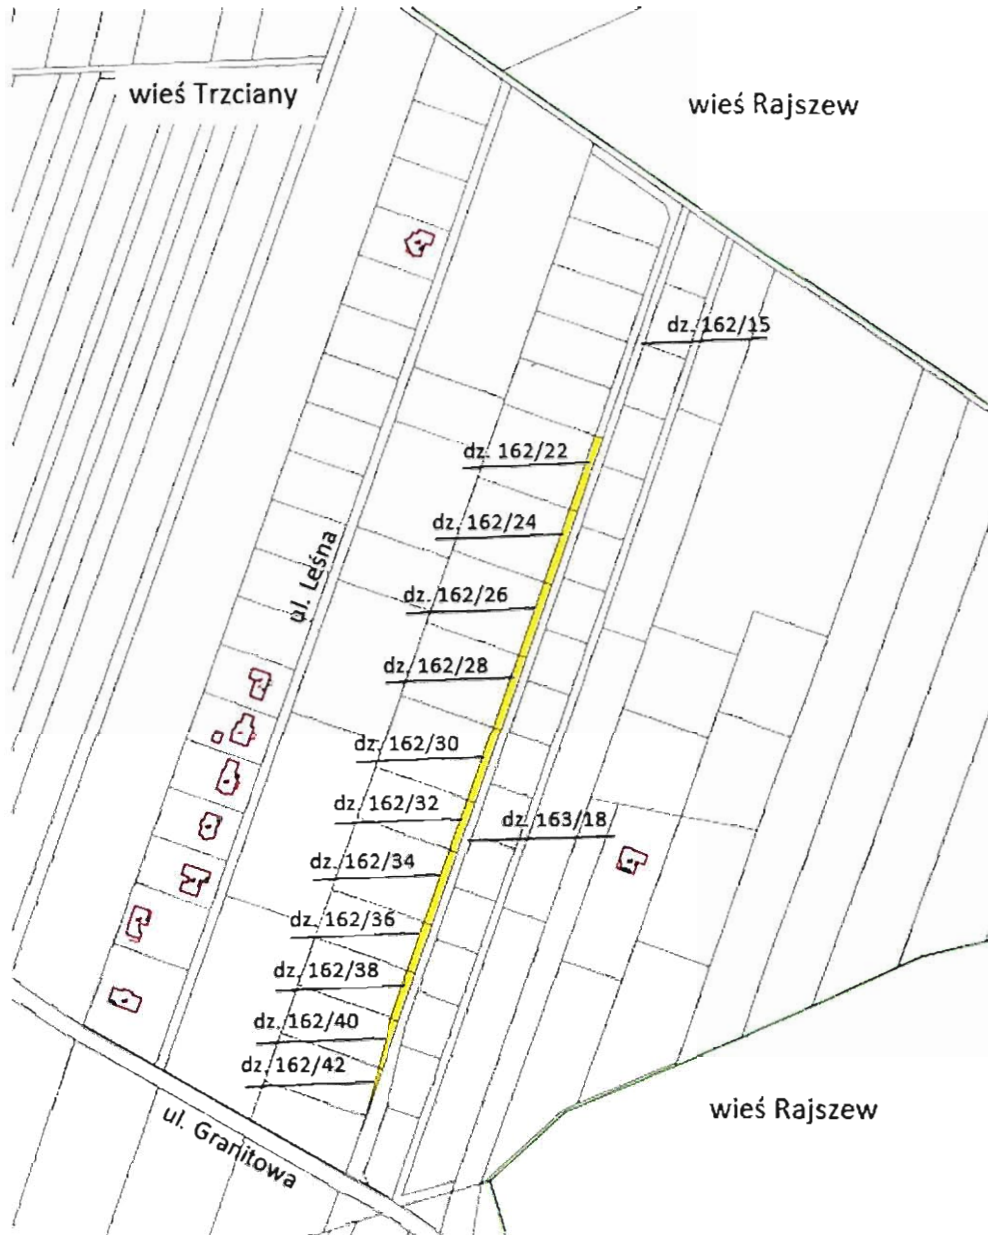 wieś Trzciany
wieś Rajszew
dz. 162/15
dz. 162/22
dz. 162/24
ul. Leśna
dz. 162/26
dz. 162/28
dz. 162/30
dz. 162/32
dz. 163/18
dz. 162/34
dz. 162/36
dz. 162/38
dz. 162/40
dz. 162/42
wieś Rajszew
ul. Granitowa